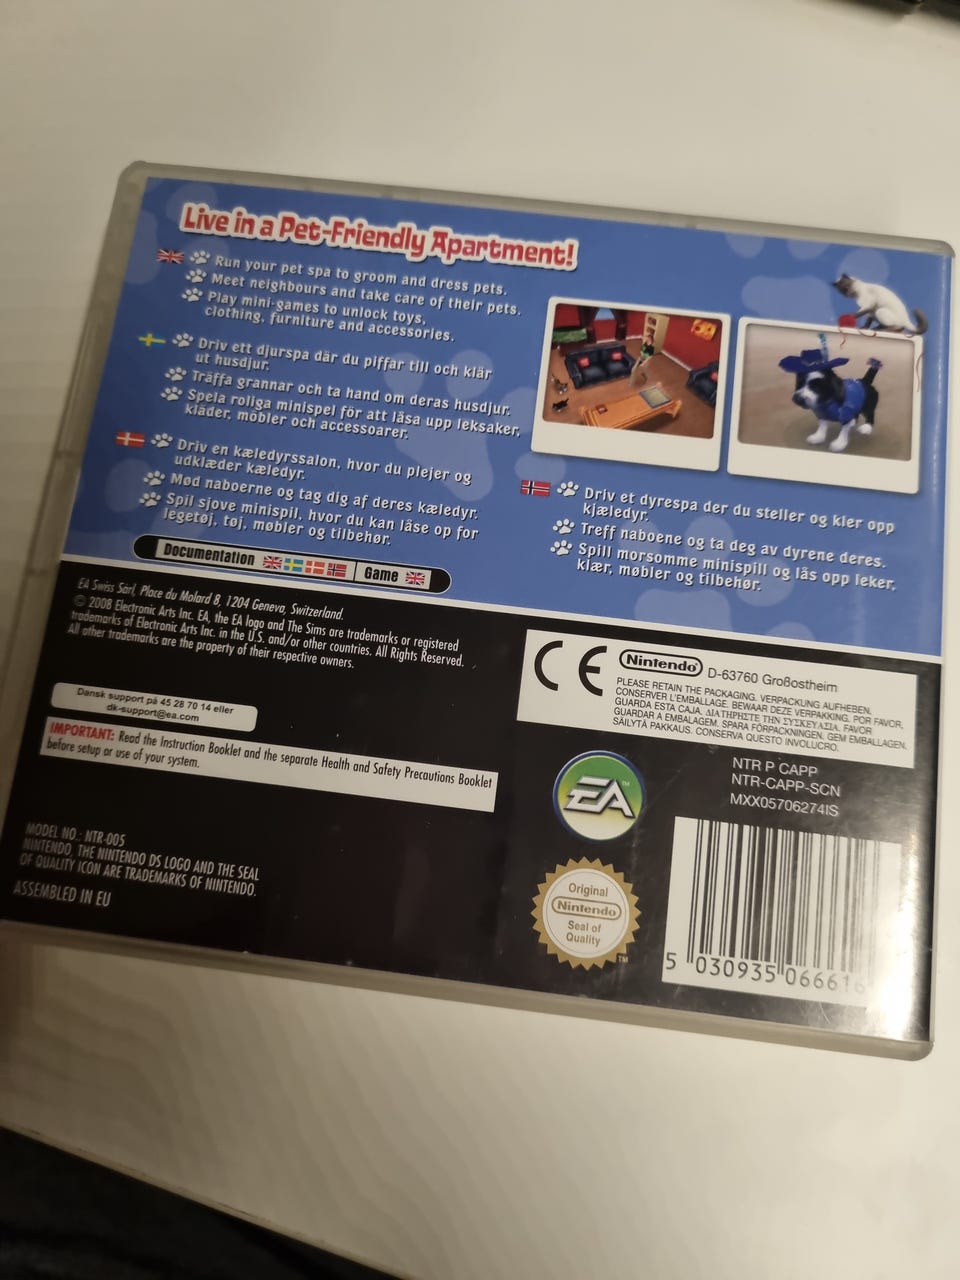 Live in a Pet-Friendly Apartment!
Run your pet spa to groom and dress pets.
Meet neighbours and take care of their pets.
Play mini-games to unlock toys,
clothing, furniture and accessories.
Driv ett djurspa där du piffar till och klär
ut husdjur.
Träffa grannar och ta hand om deras husdjur.
Spela roliga minispel för att låsa upp leksaker,
kläder, möbler och accessoarer.
Driv en kæledyrssalon, hvor du plejer og
udklæder kæledyr.
Mød naboerne og tag dig af deres kæledyr.
Spil sjove minispil, hvor du kan låse op for
legetøj, tøj, møbler og tilbehør.
Driv et dyrespa der du steller og kler opp
kjæledyr.
Treff naboene og ta deg av dyrene deres.
Spill morsomme minispill og lås opp leker,
klær, møbler og tilbehør.
Documentation Game
EA Swiss Sàrl, Place du Molard 8, 1204 Geneva, Switzerland.
© 2008 Electronic Arts Inc. EA, the EA logo and The Sims are trademarks or registered
trademarks of Electronic Arts Inc. in the U.S. and/or other countries. All Rights Reserved.
All other trademarks are the property of their respective owners.
Dansk support på 45 28 70 14 eller
dk-support@ea.com
IMPORTANT: Read the Instruction Booklet and the separate Health and Safety Precautions Booklet
before setup or use of your system.
MODEL NO.: NTR-005
NINTENDO, THE NINTENDO DS LOGO AND THE SEAL
OF QUALITY ICON ARE TRADEMARKS OF NINTENDO.
ASSEMBLED IN EU
CE Nintendo D-63760 Großostheim
PLEASE RETAIN THE PACKAGING. VERPACKUNG AUFHEBEN.
CONSERVER L'EMBALLAGE. BEWAAR DEZE VERPAKKING. POR FAVOR,
GUARDA ESTA CAJA. ΔΙΑΤΗΡΗΣΤΕ ΤΗΝ ΣΥΣΚΕΥΑΣΙΑ. FAVOR
GUARDAR A EMBALAGEM. SPARA FÖRPACKNINGEN. GEM EMBALLAGEN.
SÄILYTÄ PAKKAUS. CONSERVA QUESTO INVOLUCRO.
NTR P CAPP
NTR-CAPP-SCN
MXX05706274IS
EA™
Original
Nintendo
Seal of
Quality
TM
5 030935 066616